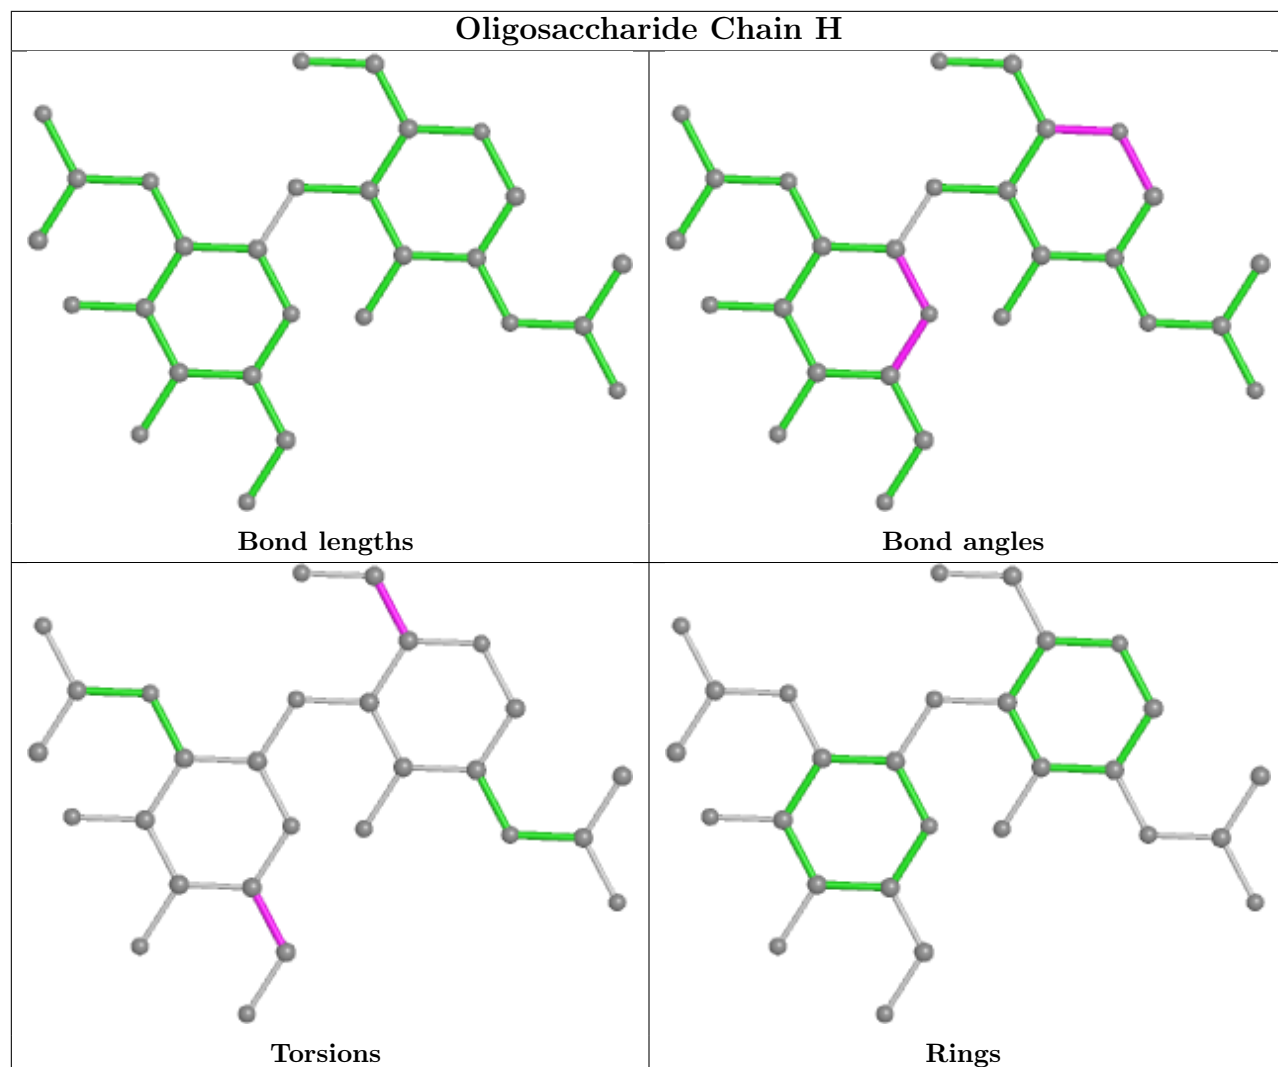 Oligosaccharide Chain H
Bond lengths
Bond angles
Torsions
Rings